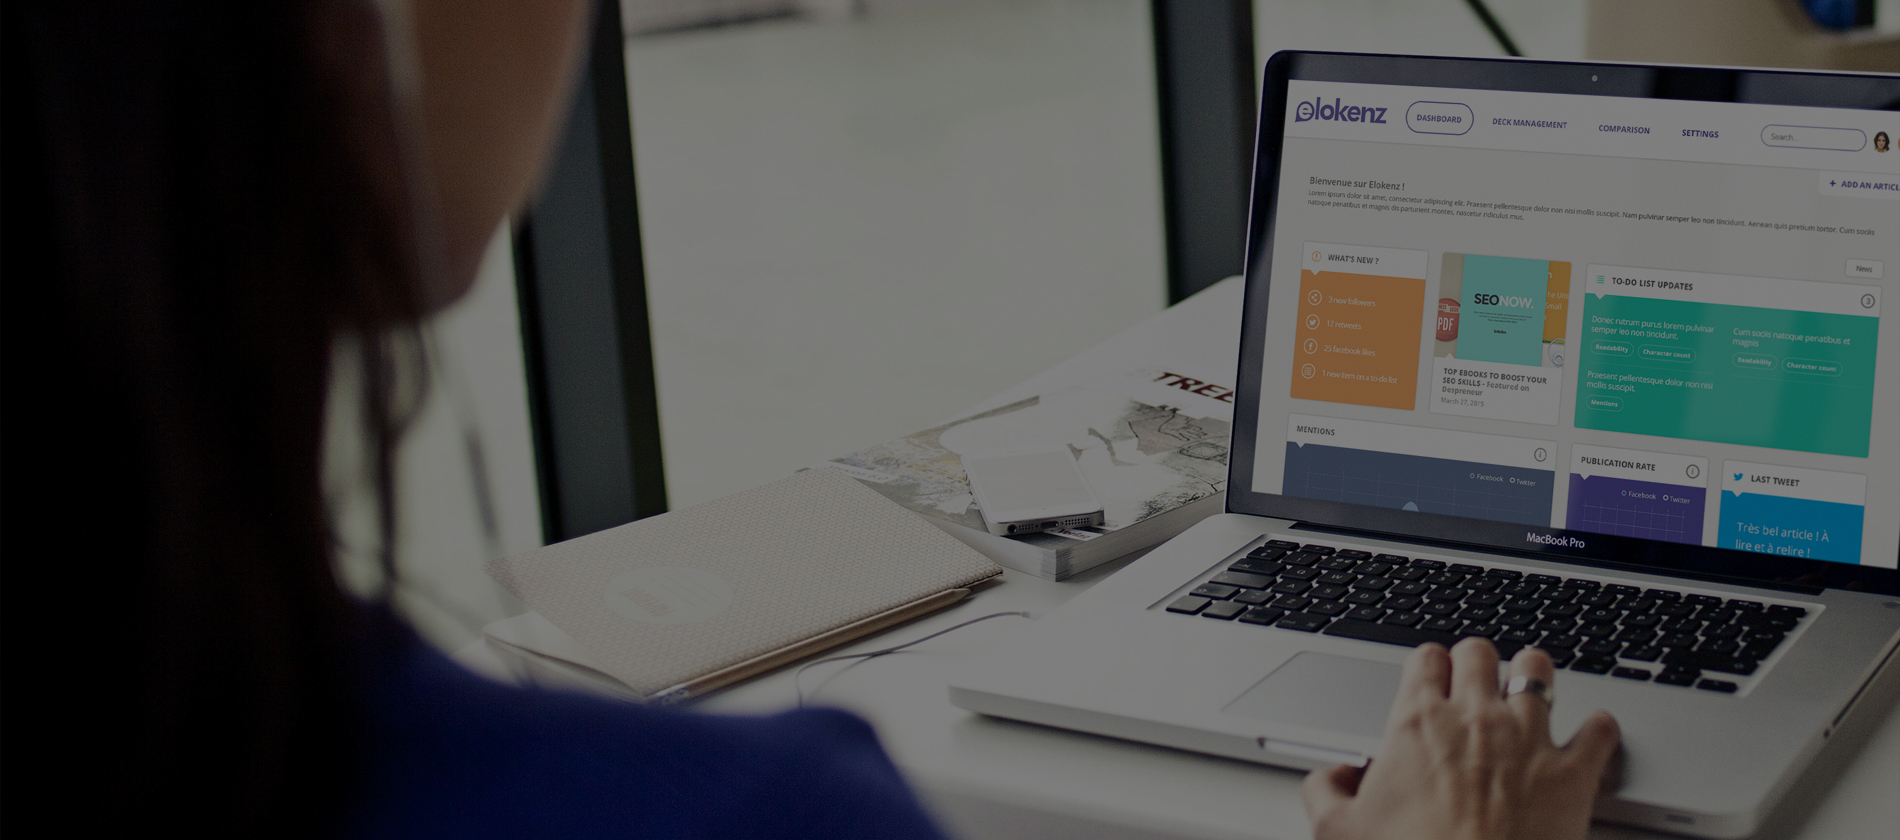 elokenz
DASHBOARD
DECK MANAGEMENT
COMPARISON
SETTINGS
Search...
+ ADD AN ARTICL
Bienvenue sur Elokenz !
Lorem ipsum dolor sit amet, consectetur adipiscing elit. Praesent pellentesque dolor non nisi mollis suscipit. Nam pulvinar semper leo non tincidunt. Aenean quis pretium tortor. Cum sociis
natoque penatibus et magnis dis parturient montes, nascetur ridiculus mus.
News
WHAT'S NEW ?
3 new followers
12 retweets
25 facebook likes
1 new item on a to-do list
PDF
SEONOW.
TOP EBOOKS TO BOOST YOUR
SEO SKILLS - Featured on
Despreneur
March 27, 2015
TO-DO LIST UPDATES
3
Donec rutrum purus lorem pulvinar
semper leo non tincidunt.
Readability
Character count
Cum sociis natoque penatibus et
magnis
Readability
Character count
Praesent pellentesque dolor non nisi
mollis suscipit.
Mentions
MENTIONS
Facebook
Twitter
PUBLICATION RATE
Facebook
Twitter
LAST TWEET
Très bel article ! À
lire et à relire !
MacBook Pro
TREE